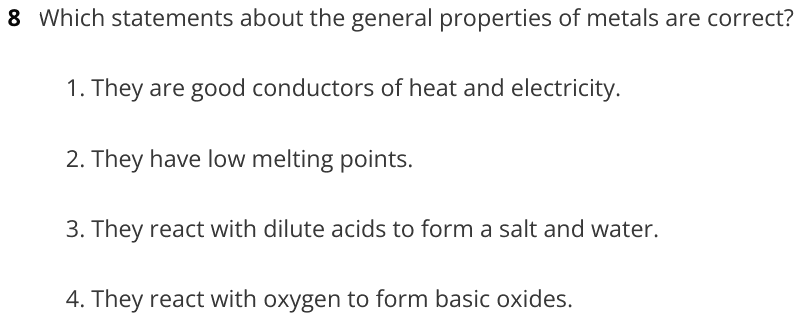 8 Which statements about the general properties of metals are correct?
1. They are good conductors of heat and electricity.
2. They have low melting points.
3. They react with dilute acids to form a salt and water.
4. They react with oxygen to form basic oxides.